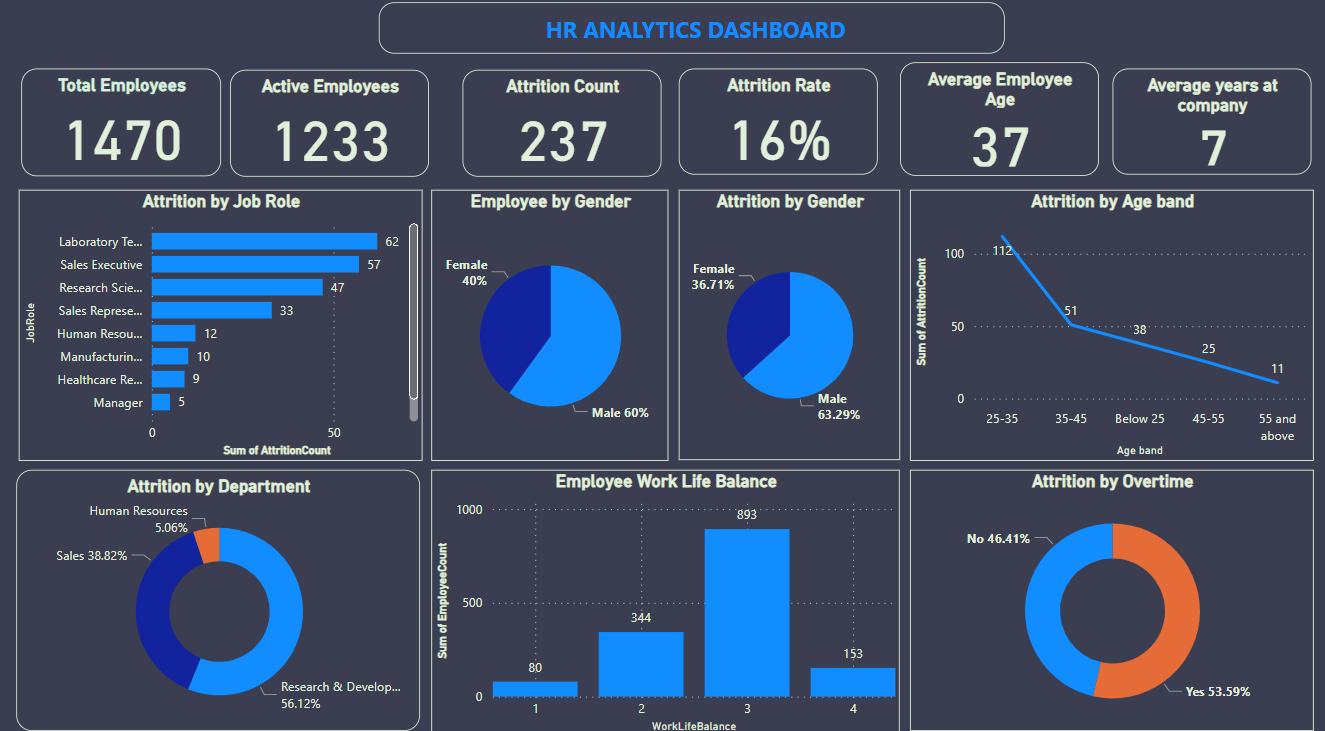 HR ANALYTICS DASHBOARD
Total Employees
1470
Active Employees
1233
Attrition Count
237
Attrition Rate
16%
Average Employee
Age
37
Average years at
company
7
Attrition by Job Role
JobRole
Laboratory Te... 62
Sales Executive 57
Research Scie... 47
Sales Represe... 33
Human Resou... 12
Manufacturin... 10
Healthcare Re... 9
Manager 5
0 50
Sum of AttritionCount
Employee by Gender
Female
40%
Male 60%
Attrition by Gender
Female
36.71%
Male
63.29%
Attrition by Age band
Sum of AttritionCount
100
50
0
112
51
38
25
11
25-35 35-45 Below 25 45-55 55 and
above
Age band
Attrition by Department
Human Resources
5.06%
Sales 38.82%
Research & Develop...
56.12%
Employee Work Life Balance
Sum of EmployeeCount
1000
500
0
80
344
893
153
1 2 3 4
WorkLifeBalance
Attrition by Overtime
No 46.41%
Yes 53.59%